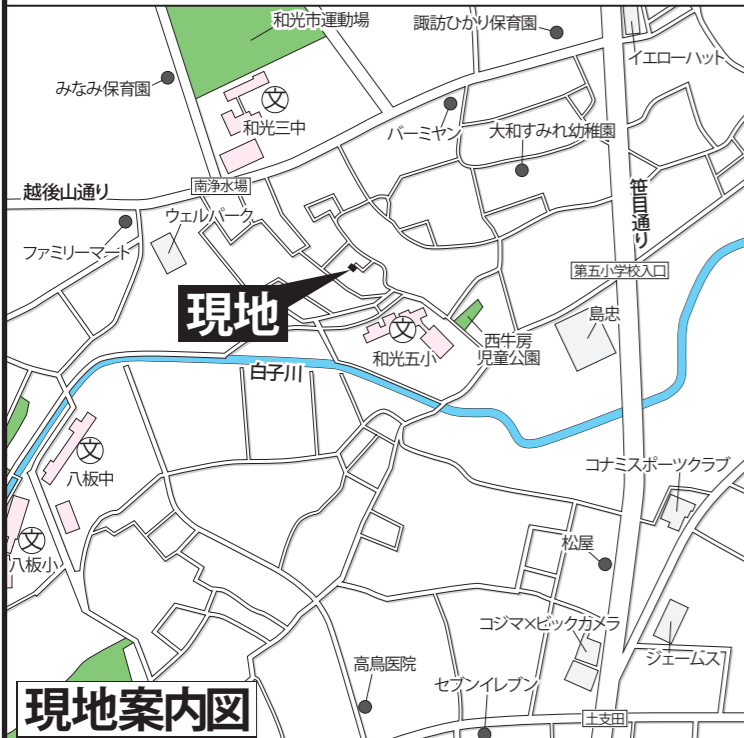 和光市運動場
諏訪ひかり保育園
イエローハット
みなみ保育園
文
和光三中
バーミヤン
大和すみれ幼稚園
南浄水場
越後山通り
笹目通り
ウェルパーク
ファミリーマート
第五小学校入口
現地
島忠
文
和光五小
西牛房
児童公園
白子川
文
八坂中
コナミスポーツクラブ
文
八坂小
松屋
コジマ×ビックカメラ
ジェームス
高鳥医院
セブンイレブン
土支田
現地案内図